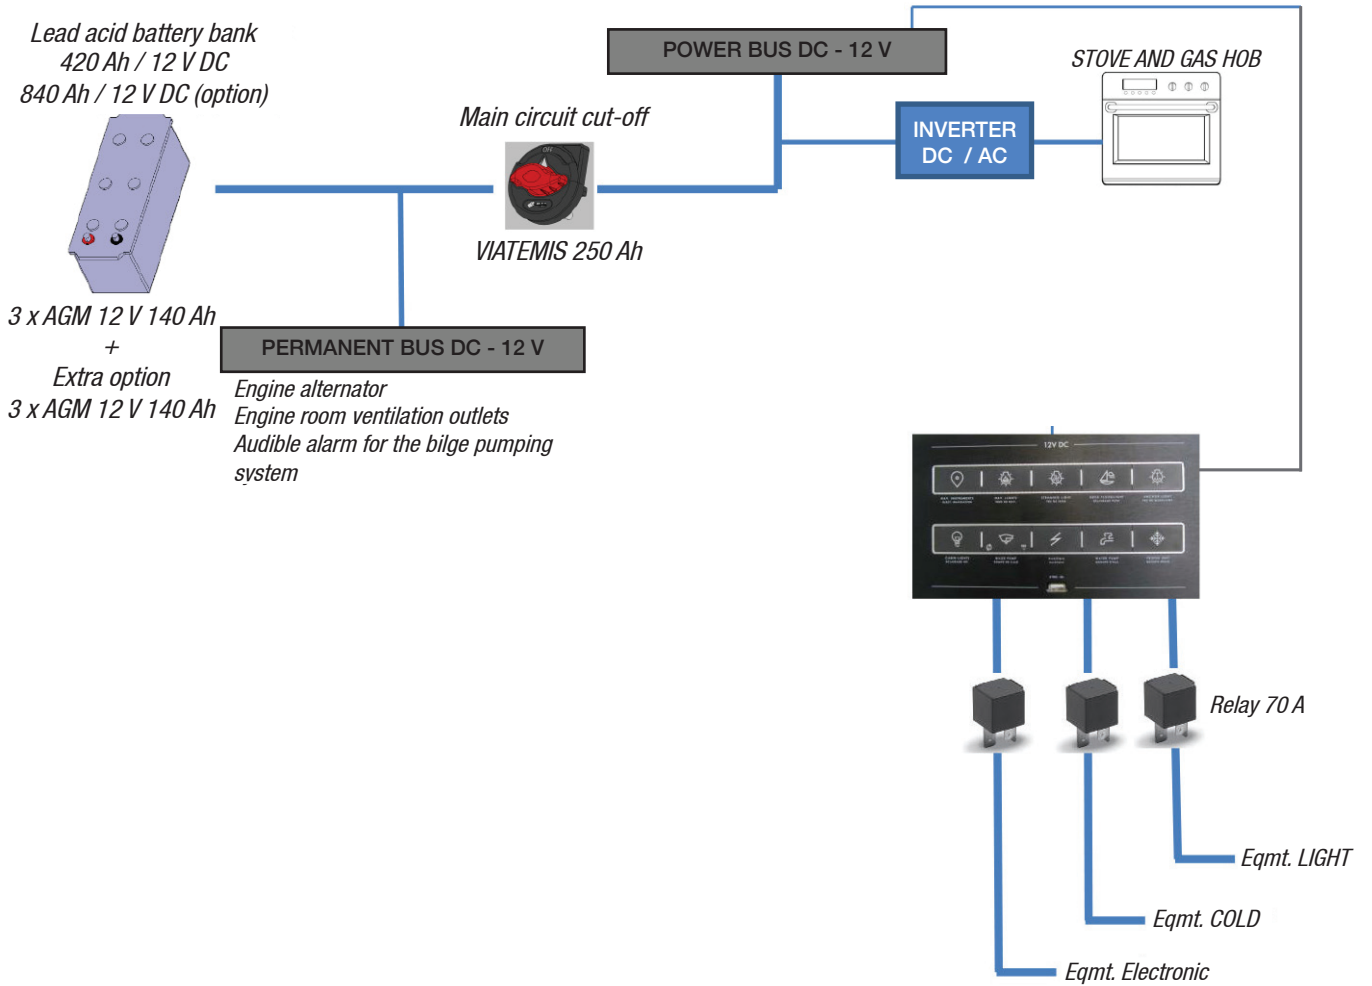 Lead acid battery bank
420 Ah / 12 V DC
840 Ah / 12 V DC (option)
3 x AGM 12 V 140 Ah
+
Extra option
3 x AGM 12 V 140 Ah
Main circuit cut-off
OFF
VIATEMIS 250 Ah
PERMANENT BUS DC - 12 V
Engine alternator
Engine room ventilation outlets
Audible alarm for the bilge pumping
system
POWER BUS DC - 12 V
INVERTER
DC / AC
STOVE AND GAS HOB
12V DC
Relay 70 A
Eqmt. LIGHT
Eqmt. COLD
Eqmt. Electronic